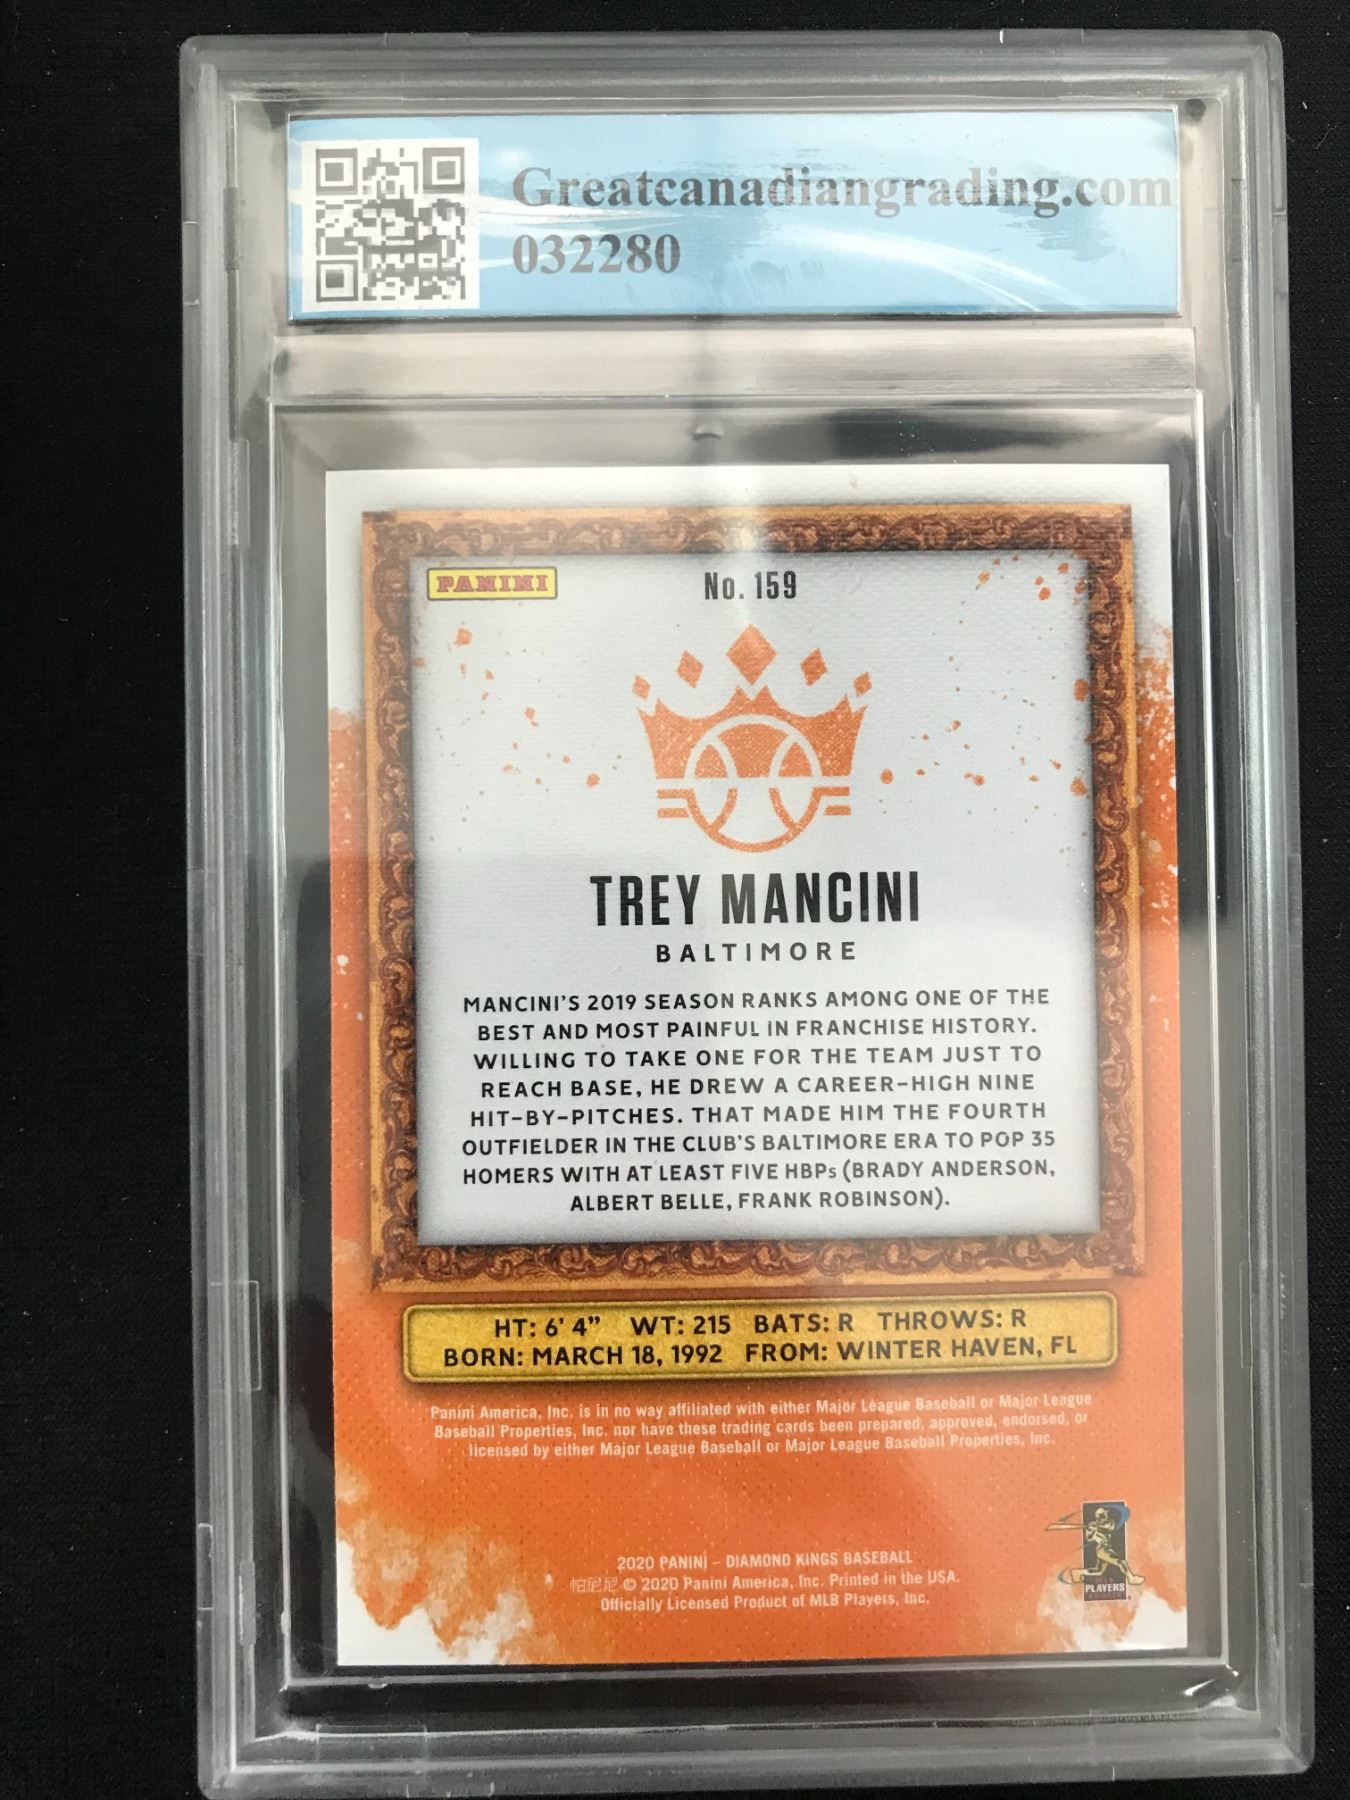 Greatcanadiangrading.com
032280
PANINI
No. 159
TREY MANCINI
BALTIMORE
MANCINI'S 2019 SEASON RANKS AMONG ONE OF THE
BEST AND MOST PAINFUL IN FRANCHISE HISTORY.
WILLING TO TAKE ONE FOR THE TEAM JUST TO
REACH BASE, HE DREW A CAREER-HIGH NINE
HIT-BY-PITCHES. THAT MADE HIM THE FOURTH
OUTFIELDER IN THE CLUB'S BALTIMORE ERA TO POP 35
HOMERS WITH AT LEAST FIVE HBPs (BRADY ANDERSON,
ALBERT BELLE, FRANK ROBINSON).
HT: 6' 4" WT: 215 BATS: R THROWS: R
BORN: MARCH 18, 1992 FROM: WINTER HAVEN, FL
Panini America, Inc. is in no way affiliated with either Major League Baseball or Major League
Baseball Properties, Inc. nor have these trading cards been prepared, approved, endorsed, or
licensed by either Major League Baseball or Major League Baseball Properties, Inc.
2020 PANINI – DIAMOND KINGS BASEBALL
帕尼尼 © 2020 Panini America, Inc. Printed in the USA.
Officially Licensed Product of MLB Players, Inc.
PLAYERS